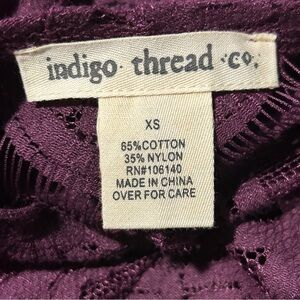 indigo · thread · co.
XS
65%COTTON
35% NYLON
RN#106140
MADE IN CHINA
OVER FOR CARE